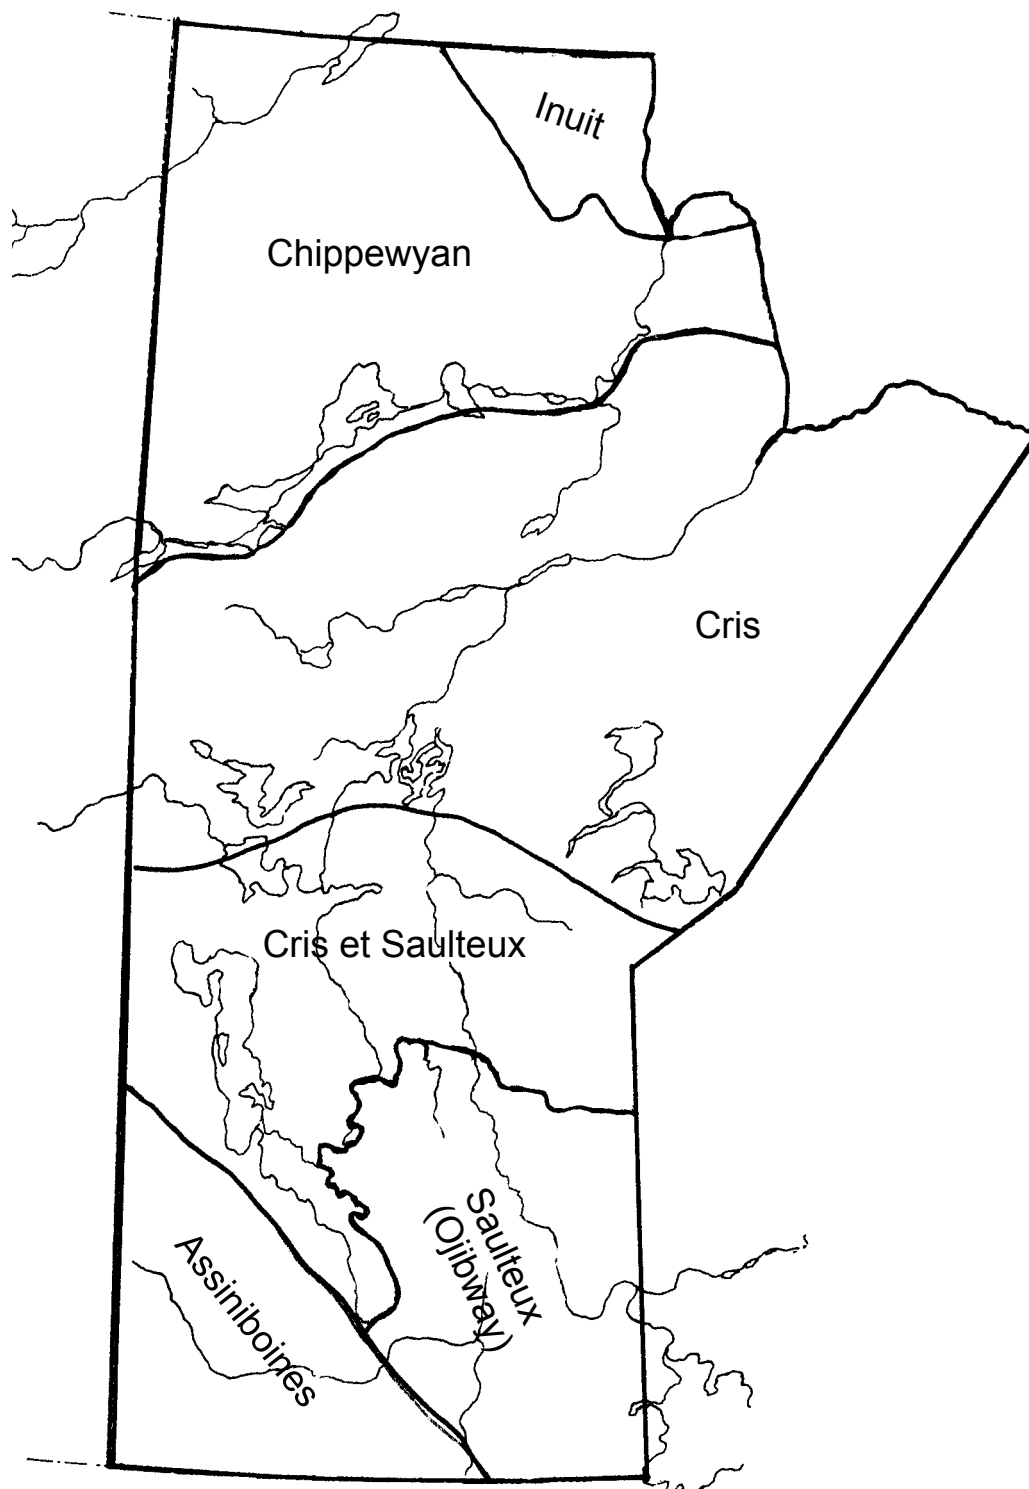 Inuit
Chippewyan
Cris
Cris et Saulteux
Saulteux
(Ojibway)
Assiniboines